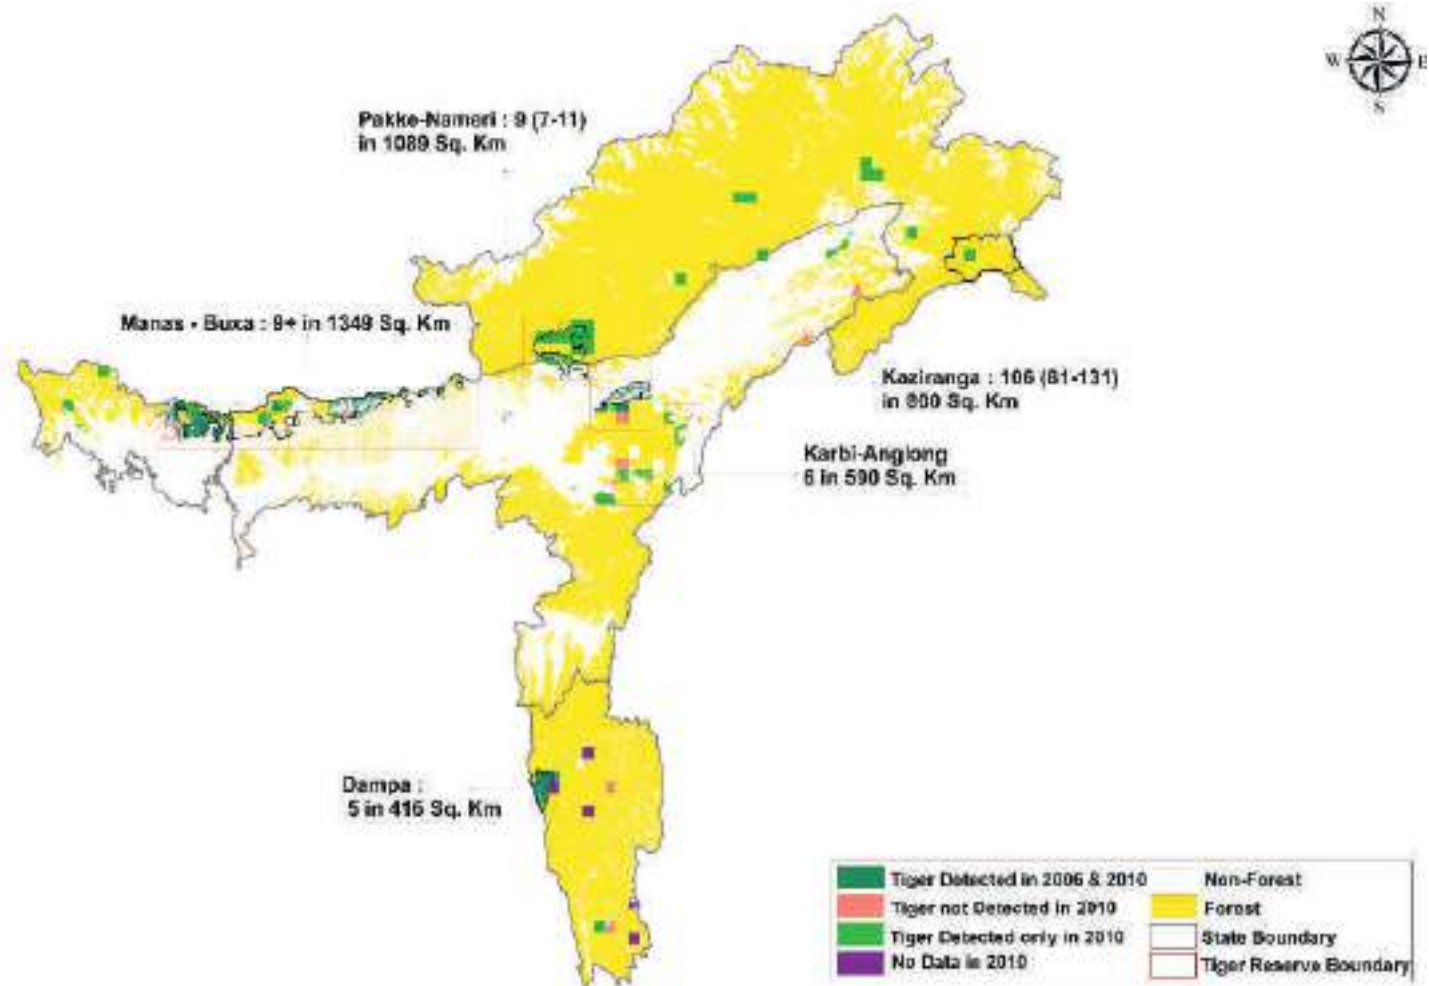 N
W E
S
Pakke-Nameri : 9 (7-11)
in 1089 Sq. Km
Manas - Buxa : 9+ in 1349 Sq. Km
Kaziranga : 106 (81-131)
in 800 Sq. Km
Karbi-Anglong
6 in 590 Sq. Km
Dampa :
5 in 416 Sq. Km
Tiger Detected in 2006 & 2010
Non-Forest
Tiger not Detected in 2010
Forest
Tiger Detected only in 2010
State Boundary
No Data in 2010
Tiger Reserve Boundary